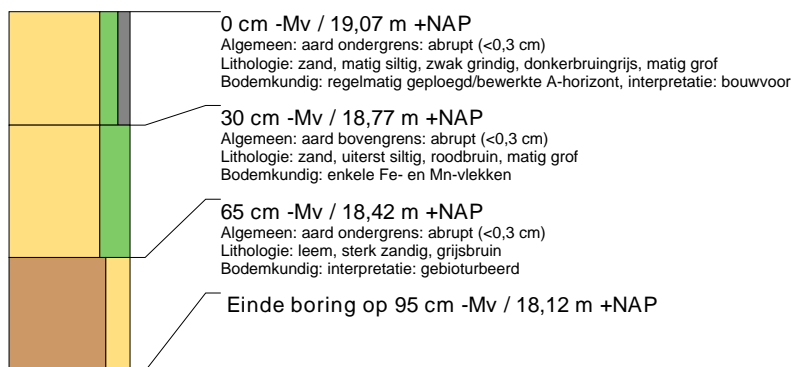 0 cm -Mv / 19,07 m +NAP
Algemeen: aard ondergrens: abrupt (<0,3 cm)
Lithologie: zand, matig siltig, zwak grindig, donkerbruingrijs, matig grof
Bodemkundig: regelmatig geploegd/bewerkte A-horizont, interpretatie: bouwvoor
30 cm -Mv / 18,77 m +NAP
Algemeen: aard bovengrens: abrupt (<0,3 cm)
Lithologie: zand, uiterst siltig, roodbruin, matig grof
Bodemkundig: enkele Fe- en Mn-vlekken
65 cm -Mv / 18,42 m +NAP
Algemeen: aard ondergrens: abrupt (<0,3 cm)
Lithologie: leem, sterk zandig, grijsbruin
Bodemkundig: interpretatie: gebioturbeerd
Einde boring op 95 cm -Mv / 18,12 m +NAP